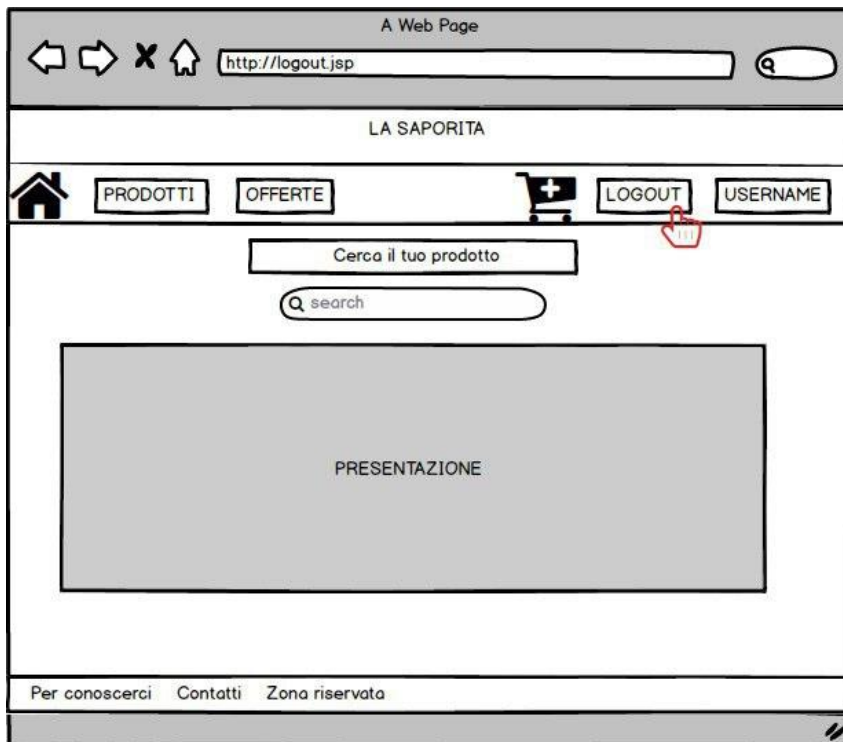 A Web Page
http://logout.jsp
LA SAPORITA
PRODOTTI OFFERTE LOGOUT USERNAME
Cerca il tuo prodotto
search
PRESENTAZIONE
Per conoscerci Contatti Zona riservata